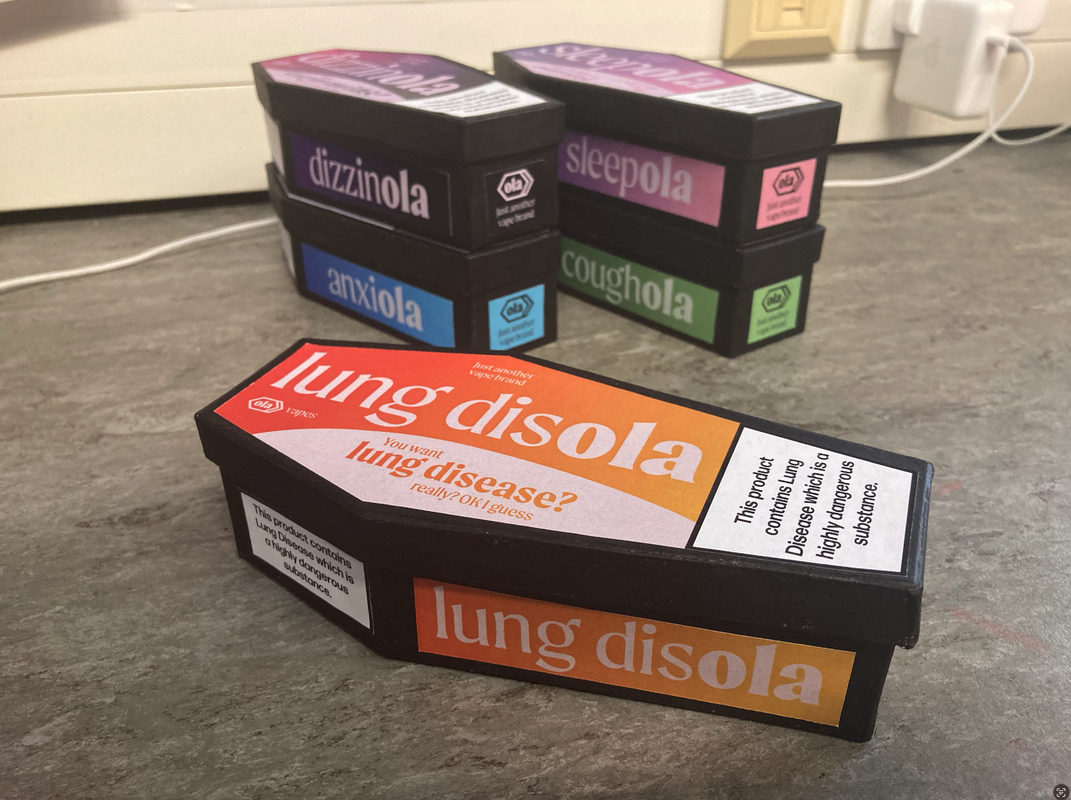 dizzinola
dizzinola
ola
Just another
vape brand
sleepola
sleepola
ola
Just another
vape brand
anxiola
ola
Just another
vape brand
coughola
ola
Just another
vape brand
lung disola
Just another
vape brand
ola vapes
You want
lung disease?
really? OK I guess
This product
contains Lung
Disease which is a
highly dangerous
substance.
This product contains
Lung Disease which is
a highly dangerous
substance.
lung disola